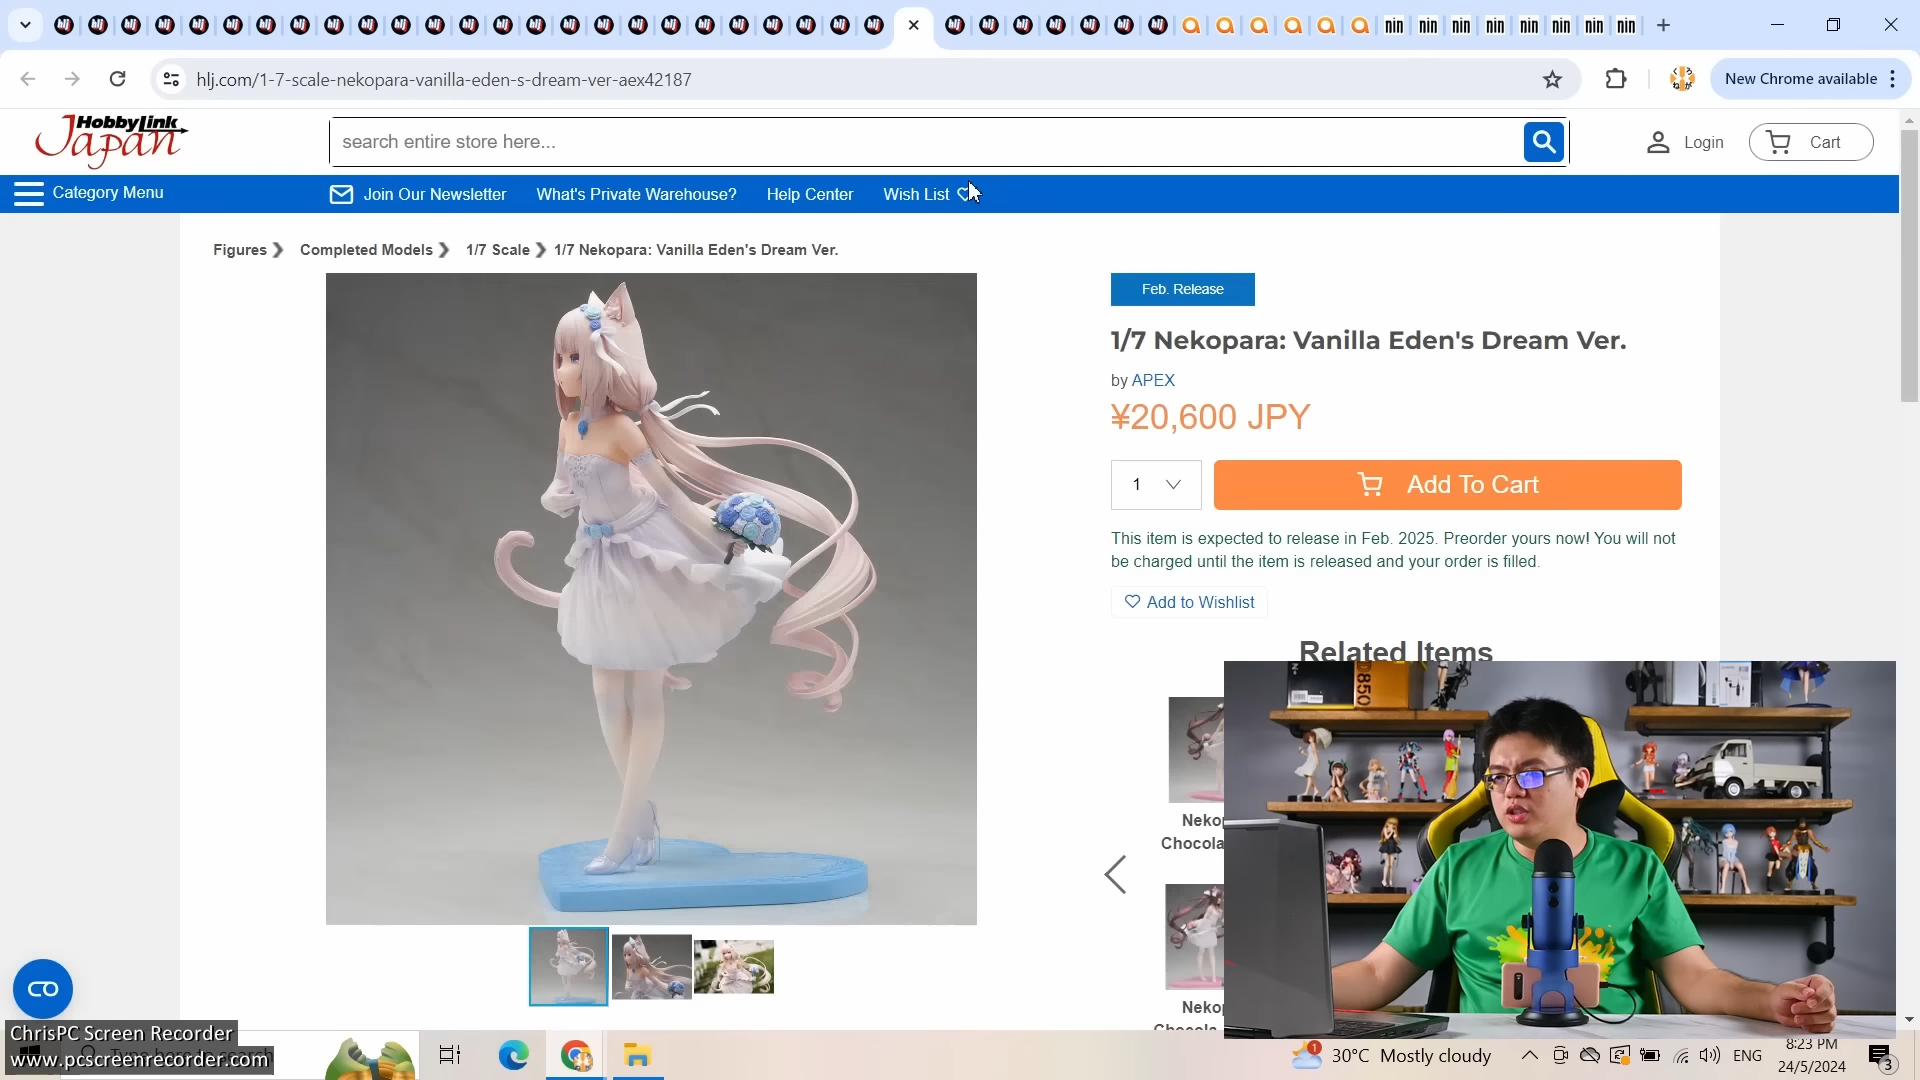 hlj.com/1-7-scale-nekopara-vanilla-eden-s-dream-ver-aex42187
New Chrome available
HobbyLink
Japan
search entire store here...
Login
Cart
Category Menu
Join Our Newsletter
What's Private Warehouse?
Help Center
Wish List
Figures
Completed Models
1/7 Scale
1/7 Nekopara: Vanilla Eden's Dream Ver.
Feb. Release
1/7 Nekopara: Vanilla Eden's Dream Ver.
by APEX
¥20,600 JPY
1
Add To Cart
This item is expected to release in Feb. 2025. Preorder yours now! You will not
be charged until the item is released and your order is filled.
Add to Wishlist
Related Items
D850
Nekop
Chocola
Nekop
Chocola
ChrisPC Screen Recorder
www.pcscreenrecorder.com
1
30°C Mostly cloudy
ENG
8:23 PM
24/5/2024
3